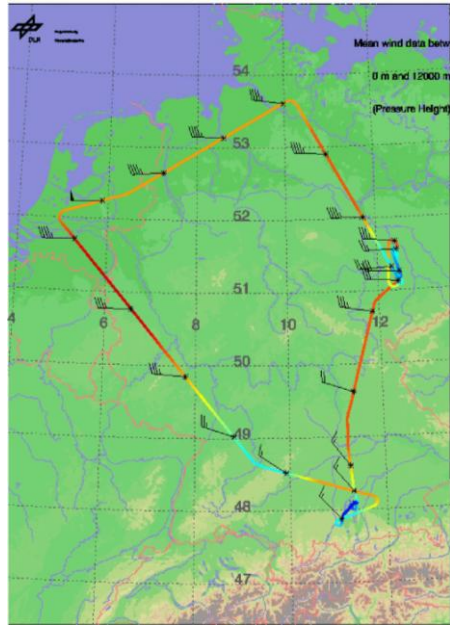 DLR
Mean wind data betw
0 m and 12000 m
(Pressure Height)
54
53
52
51
4 6 8 10 12
50
49
48
47